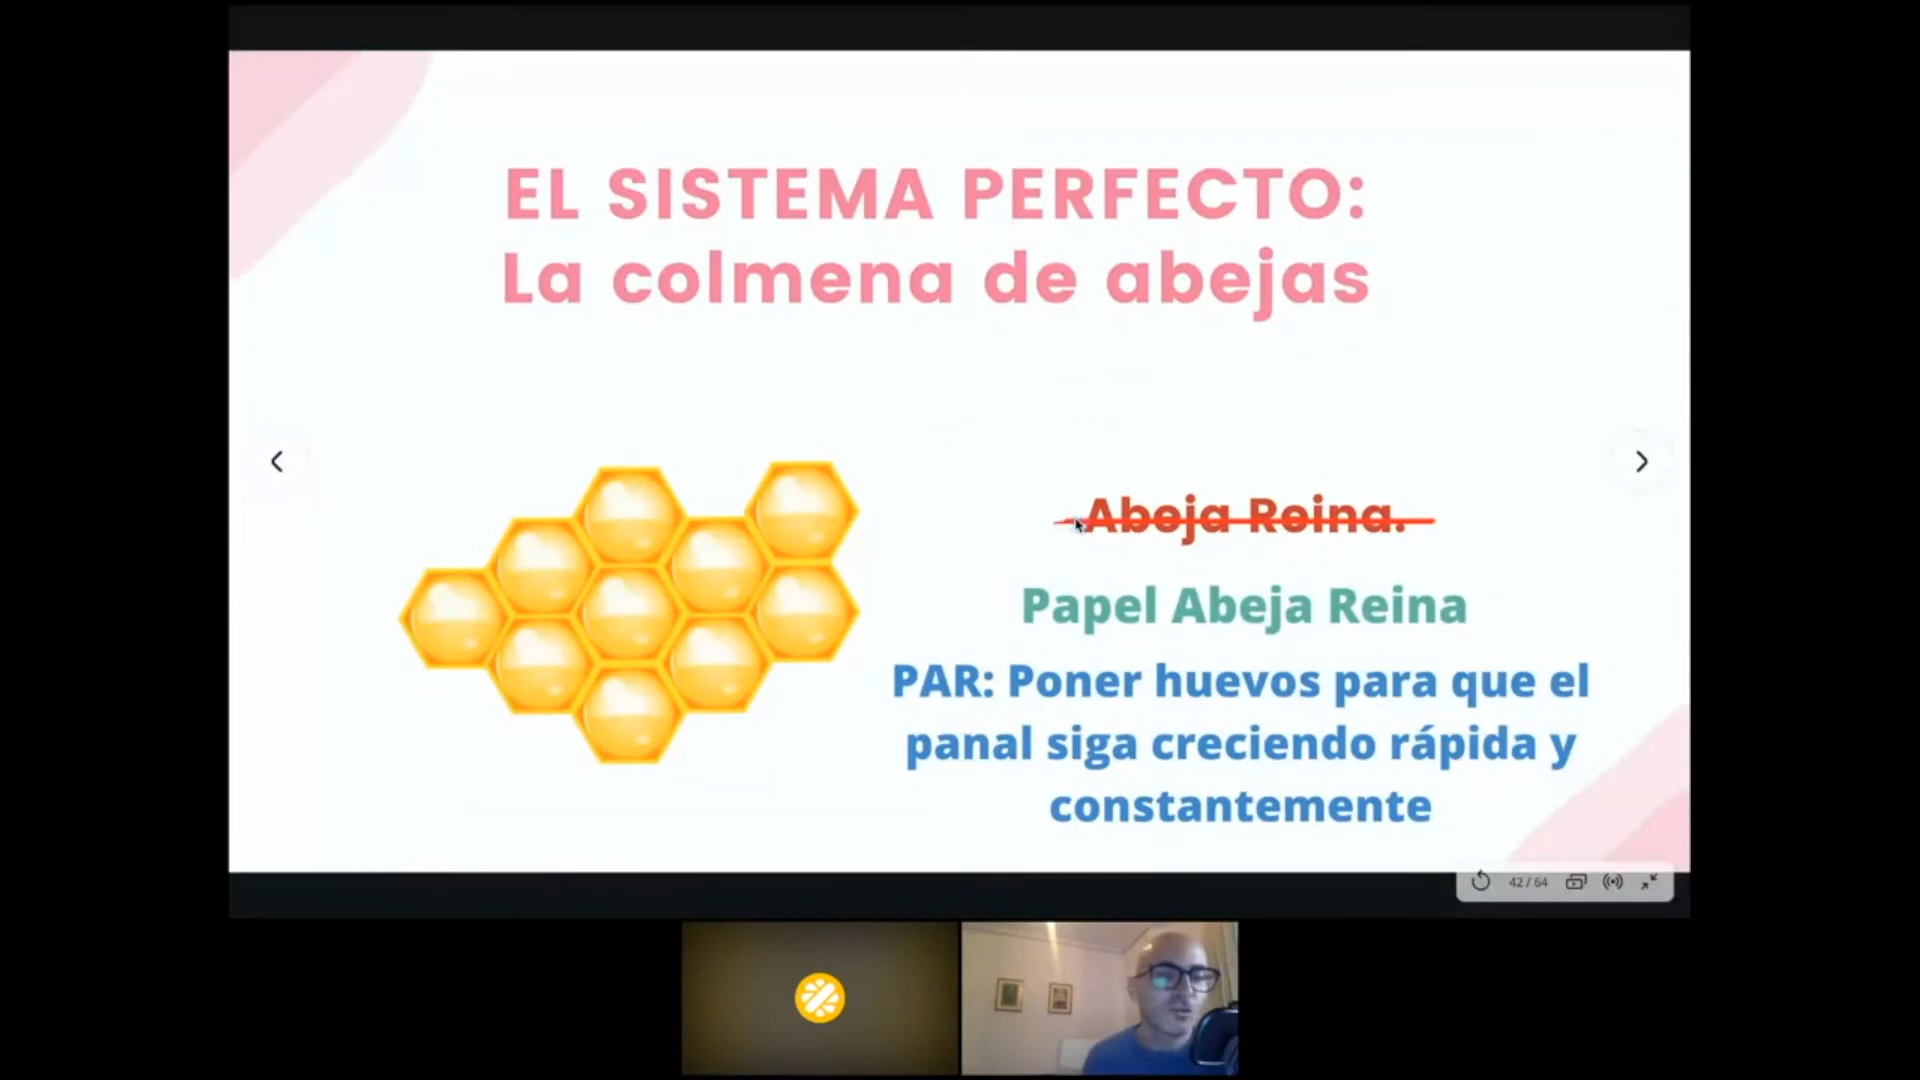 EL SISTEMA PERFECTO:
La colmena de abejas
Abeja Reina.
Papel Abeja Reina
PAR: Poner huevos para que el
panal siga creciendo rápida y
constantemente
42 / 64